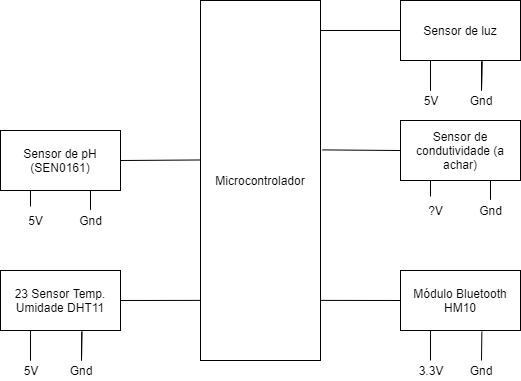 Sensor de luz
5V
Gnd
Sensor de
condutividade (a
achar)
?V
Gnd
Sensor de pH
(SEN0161)
5V
Gnd
Microcontrolador
23 Sensor Temp.
Umidade DHT11
5V
Gnd
Módulo Bluetooth
HM10
3.3V
Gnd